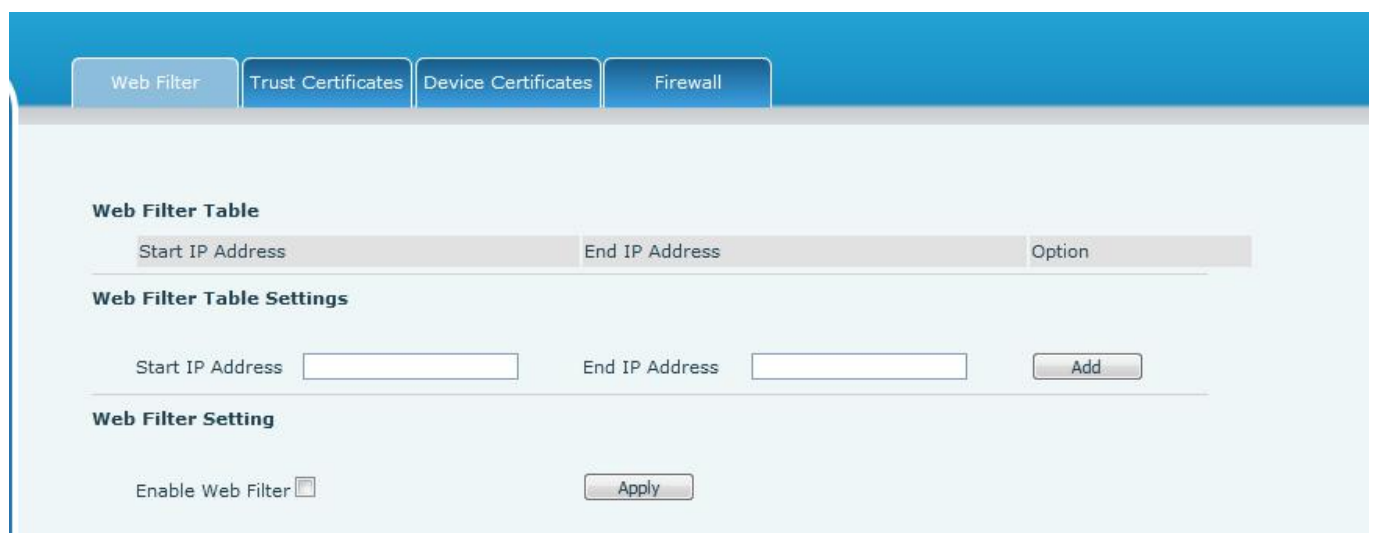 Web Filter Trust Certificates Device Certificates Firewall
Web Filter Table
Start IP Address End IP Address Option
Web Filter Table Settings
Start IP Address End IP Address Add
Web Filter Setting
Enable Web Filter Apply